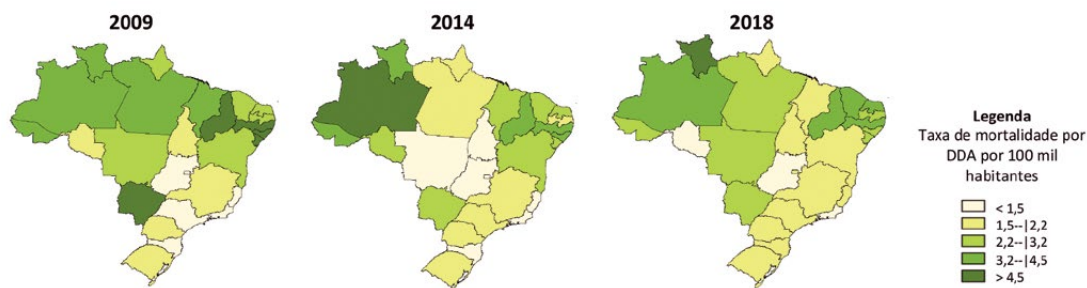 2009
2014
2018
Legenda
Taxa de mortalidade por
DDA por 100 mil
habitantes
< 1,5
1,5--|2,2
2,2--|3,2
3,2--|4,5
> 4,5